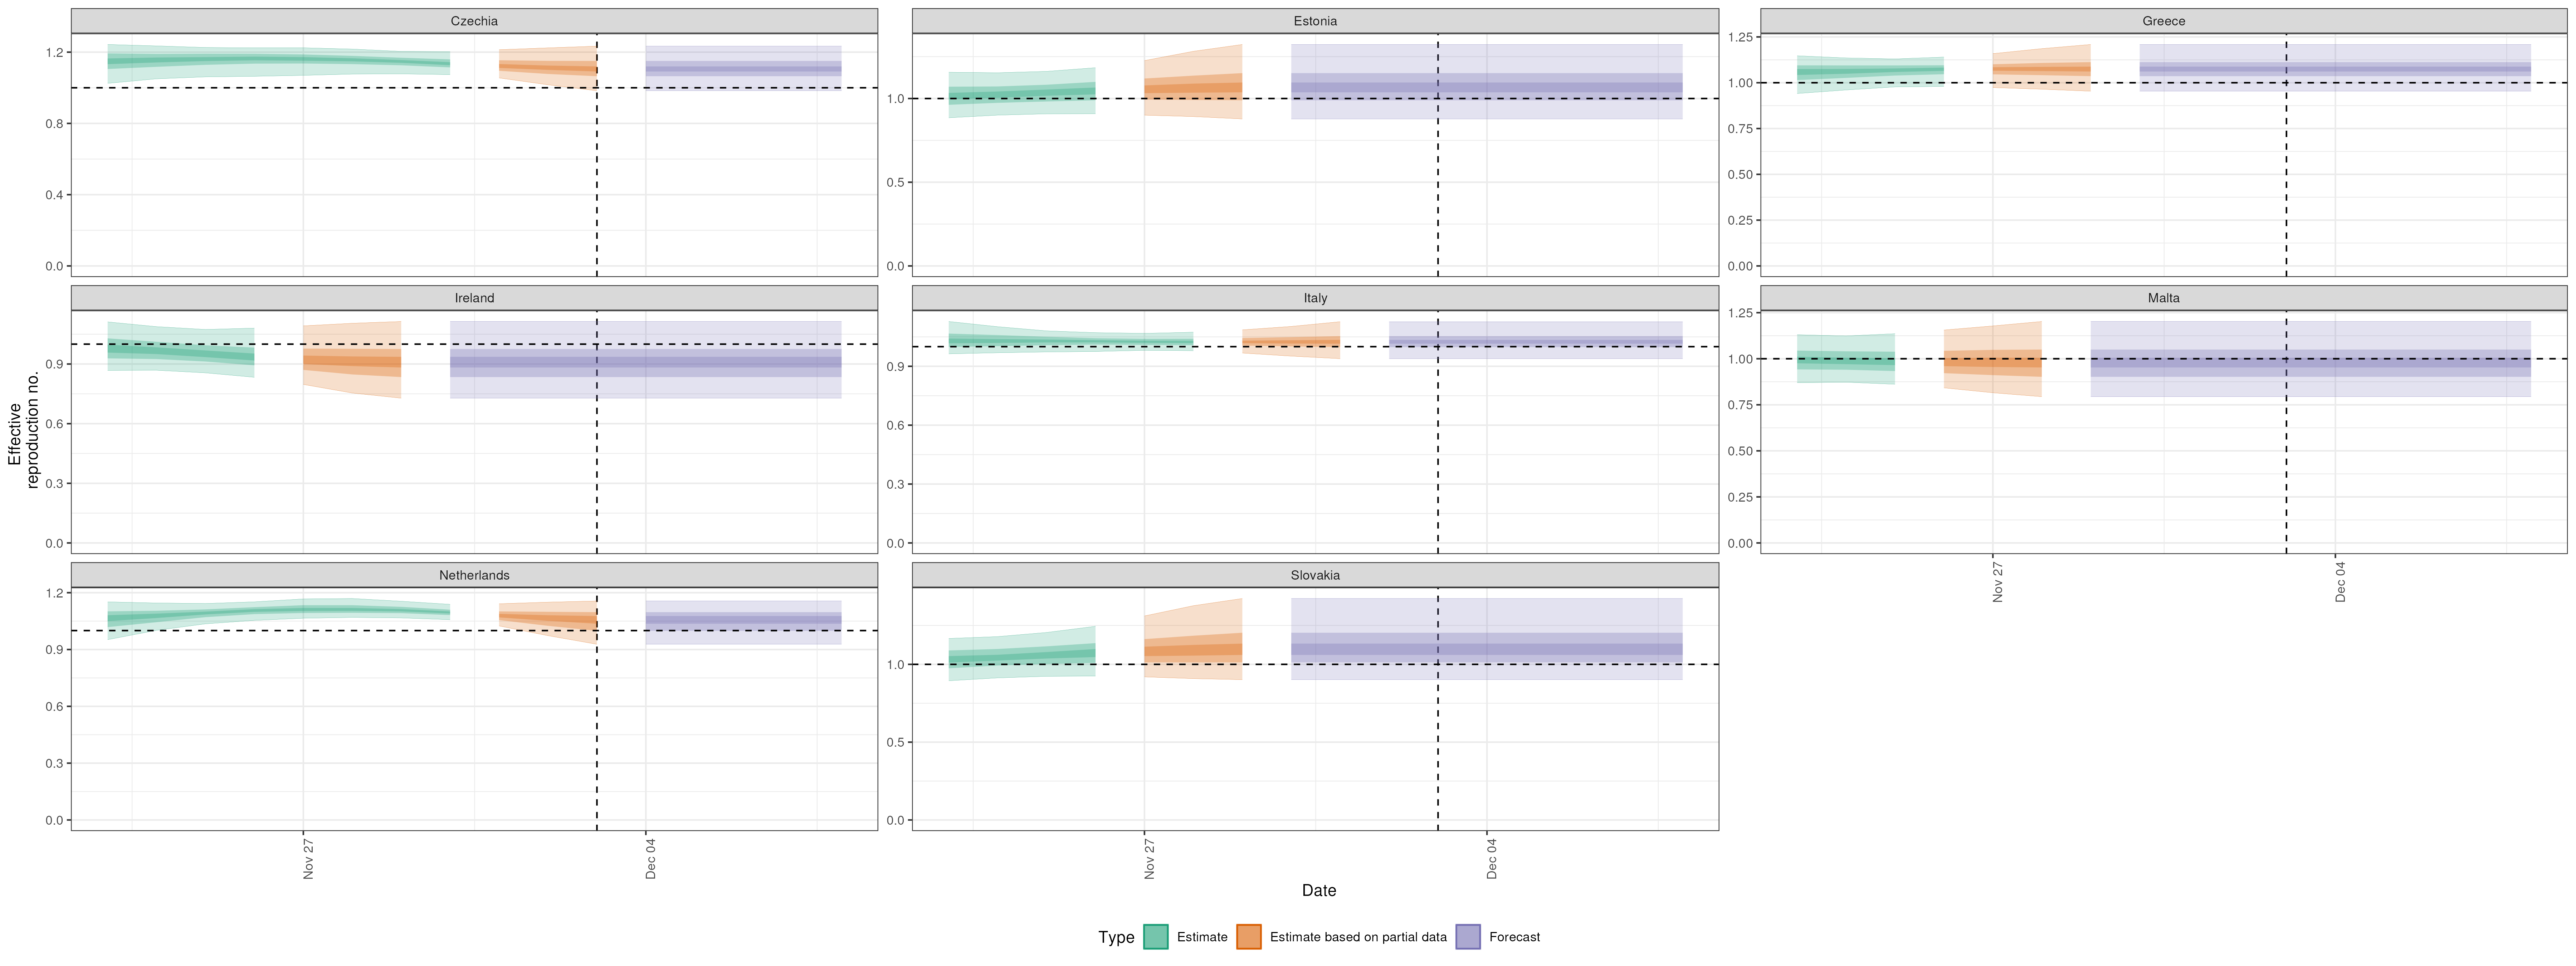 Czechia
Estonia
Greece
1.2
0.8
0.4
0.0
1.0
0.5
0.0
1.25
1.00
0.75
0.50
0.25
0.00
Ireland
Italy
Malta
0.9
0.6
0.3
0.0
0.9
0.6
0.3
0.0
1.25
1.00
0.75
0.50
0.25
0.00
Nov 27
Dec 04
Netherlands
Slovakia
1.2
0.9
0.6
0.3
0.0
1.0
0.5
0.0
Nov 27
Dec 04
Nov 27
Dec 04
Effective
reproduction no.
Date
Type
Estimate
Estimate based on partial data
Forecast